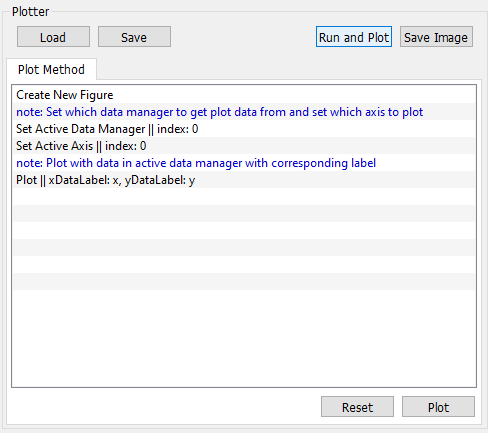 Plotter
Load
Save
Run and Plot
Save Image
Plot Method
Create New Figure
note: Set which data manager to get plot data from and set which axis to plot
Set Active Data Manager || index: 0
Set Active Axis || index: 0
note: Plot with data in active data manager with corresponding label
Plot || xDataLabel: x, yDataLabel: y
Reset
Plot